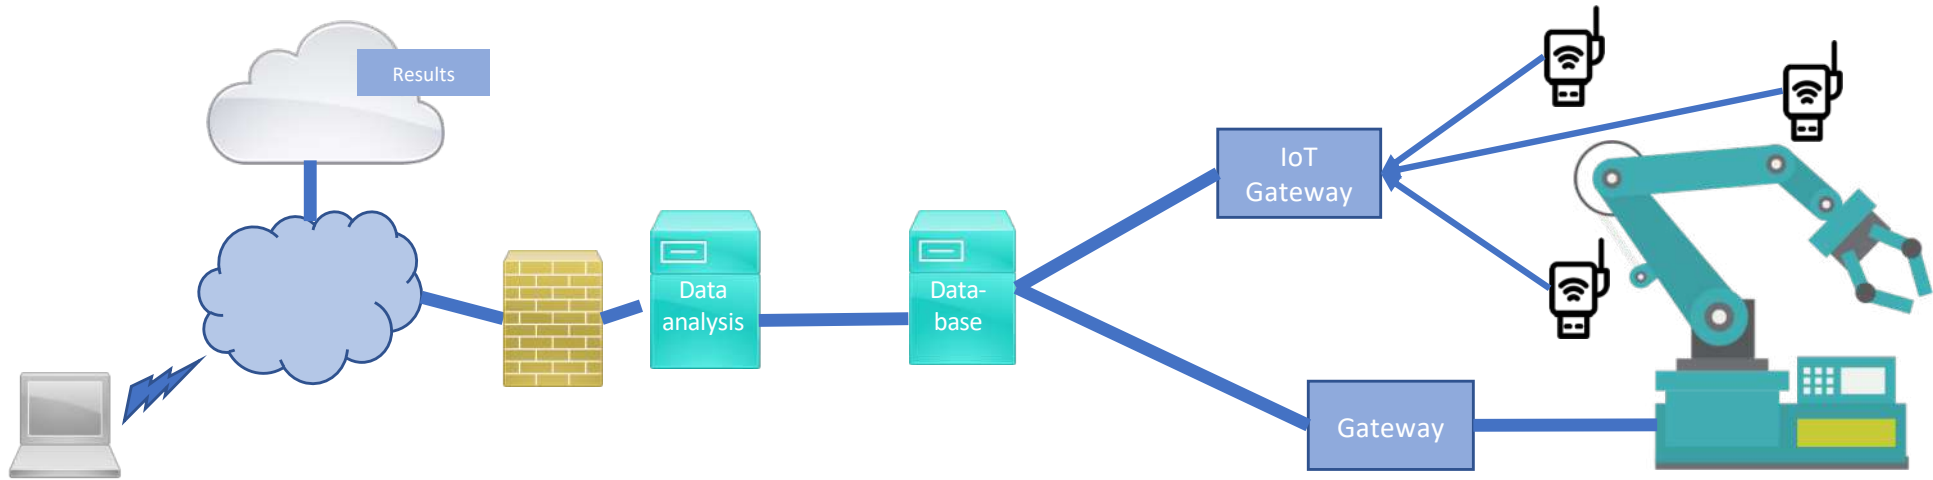 Results
IoT
Gateway
Data
analysis
Data-
base
Gateway